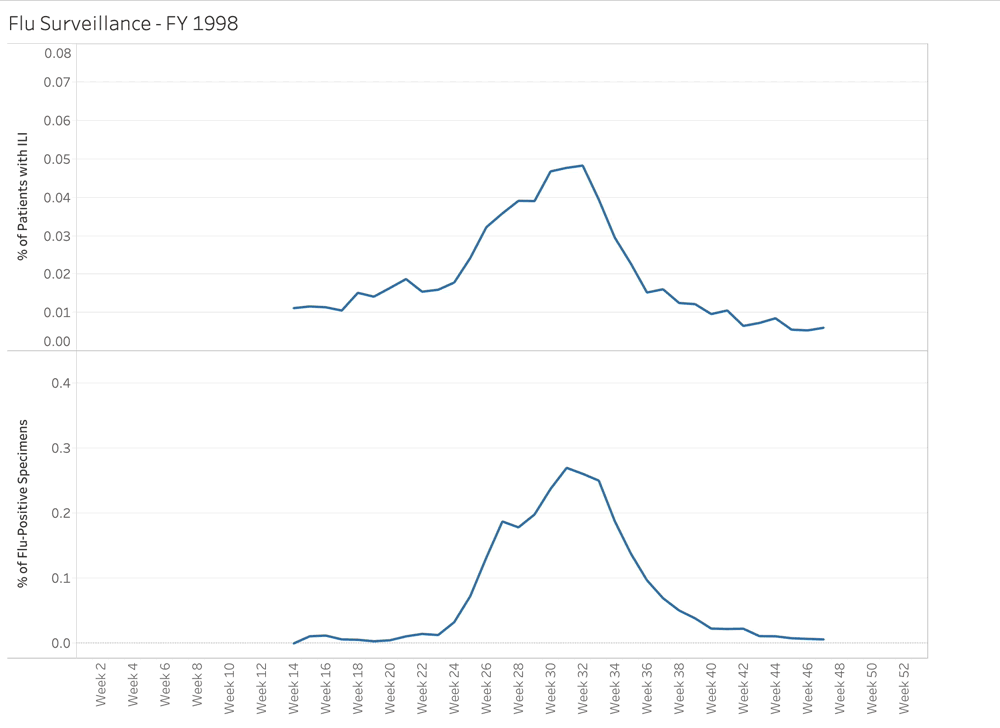 Flu Surveillance - FY 1998
% of Patients with ILI
0.08
0.07
0.06
0.05
0.04
0.03
0.02
0.01
0.00
% of Flu-Positive Specimens
0.4
0.3
0.2
0.1
0.0
Week 2
Week 4
Week 6
Week 8
Week 10
Week 12
Week 14
Week 16
Week 18
Week 20
Week 22
Week 24
Week 26
Week 28
Week 30
Week 32
Week 34
Week 36
Week 38
Week 40
Week 42
Week 44
Week 46
Week 48
Week 50
Week 52